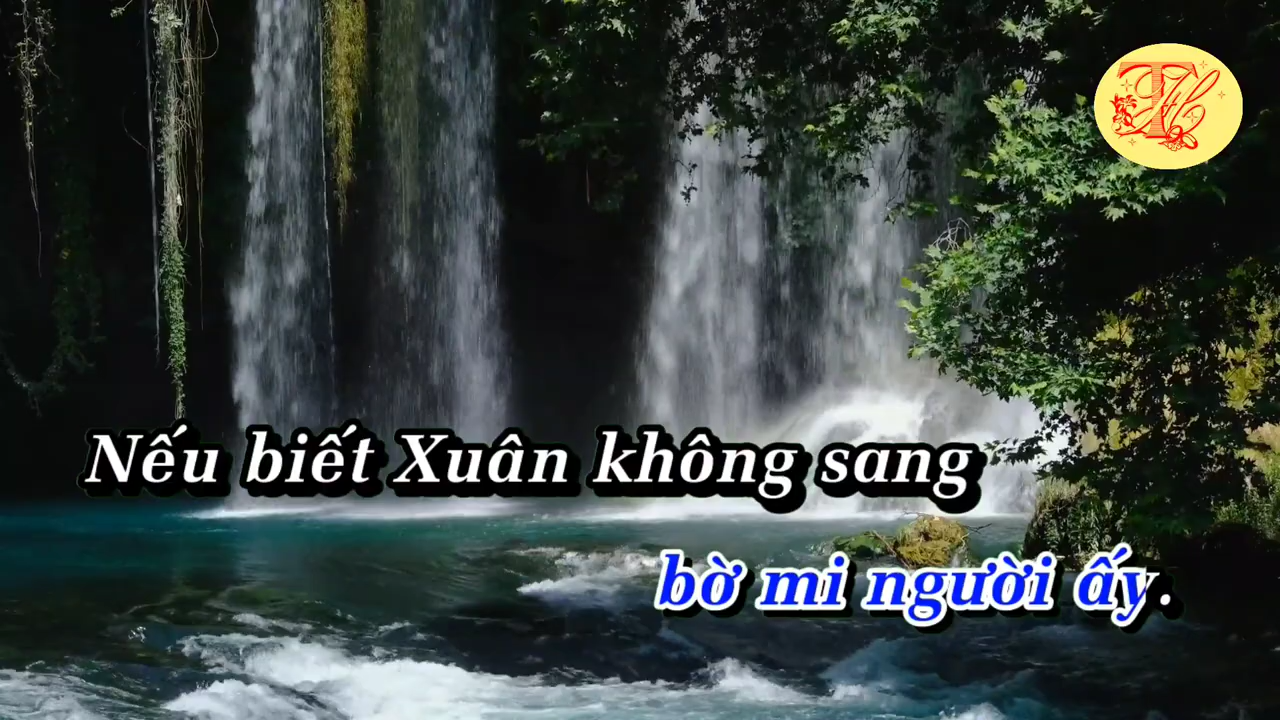 Nếu biết Xuân không sang
bờ mi người ấy.